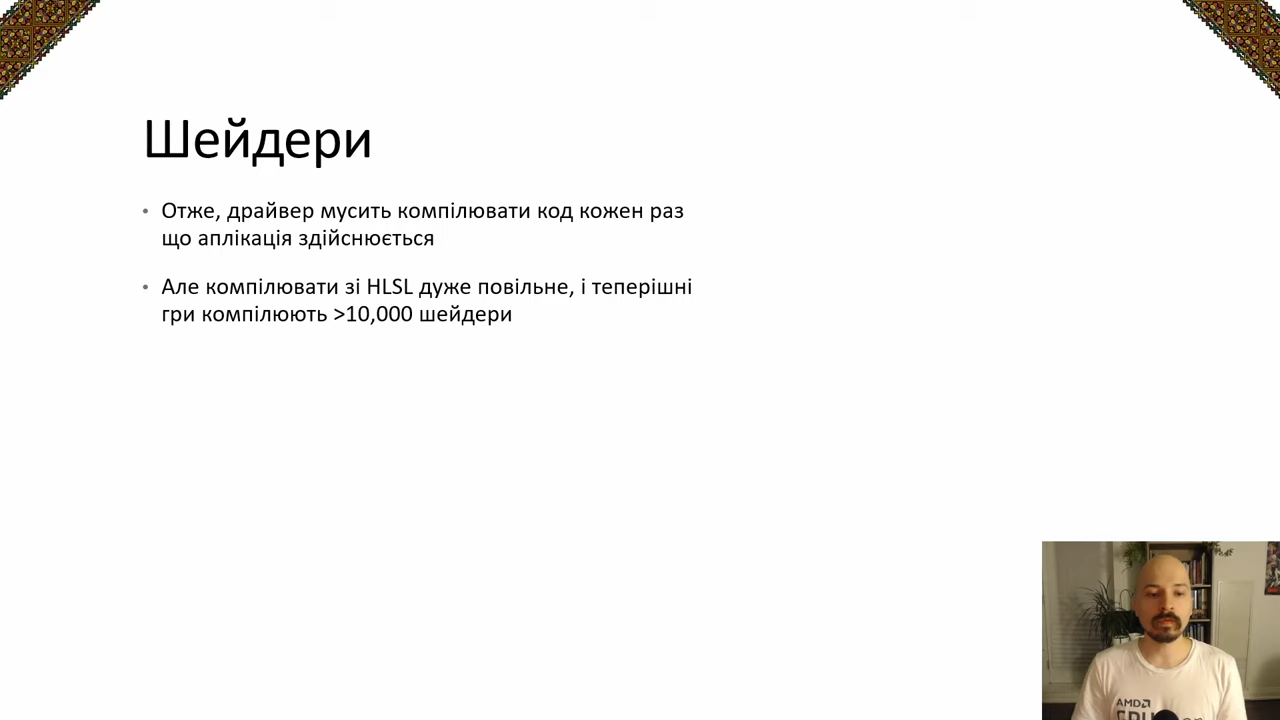 Шейдери
• Отже, драйвер мусить компілювати код кожен раз
що аплікація здійснюється
• Але компілювати зі HLSL дуже повільне, і теперішні
гри компілюють >10,000 шейдери
AMD